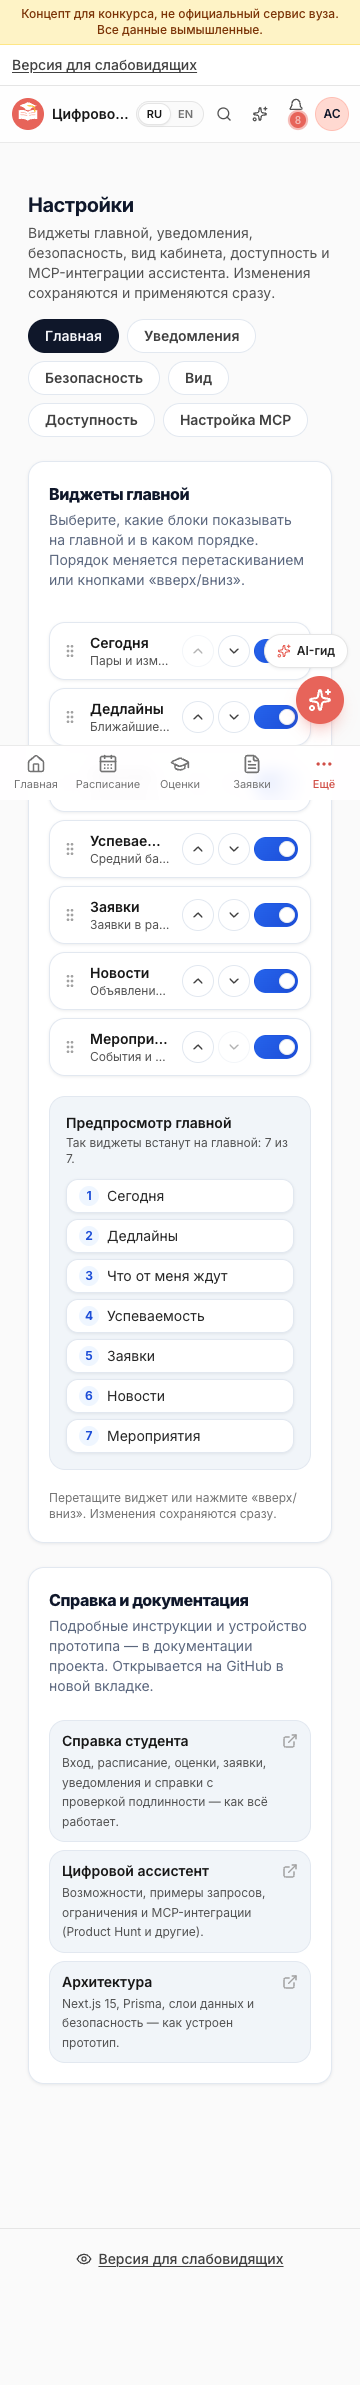 Концепт для конкурса, не официальный сервис вуза.
Все данные вымышленные.
Версия для слабовидящих
Цифрово...
RU EN
8
АС
Настройки
Виджеты главной, уведомления,
безопасность, вид кабинета, доступность и
MCP-интеграции ассистента. Изменения
сохраняются и применяются сразу.
Главная
Уведомления
Безопасность
Вид
Доступность
Настройка MCP
Виджеты главной
Выберите, какие блоки показывать
на главной и в каком порядке.
Порядок меняется перетаскиванием
или кнопками «вверх/вниз».
Сегодня
Пары и изм...
AI-гид
Дедлайны
Ближайшие...
Главная
Расписание
Оценки
Заявки
Ещё
Успевае...
Средний ба...
Заявки
Заявки в ра...
Новости
Объявлени...
Меропри...
События и ...
Предпросмотр главной
Так виджеты встанут на главной: 7 из
7.
1 Сегодня
2 Дедлайны
3 Что от меня ждут
4 Успеваемость
5 Заявки
6 Новости
7 Мероприятия
Перетащите виджет или нажмите «вверх/
вниз». Изменения сохраняются сразу.
Справка и документация
Подробные инструкции и устройство
прототипа — в документации
проекта. Открывается на GitHub в
новой вкладке.
Справка студента
Вход, расписание, оценки, заявки,
уведомления и справки с
проверкой подлинности — как всё
работает.
Цифровой ассистент
Возможности, примеры запросов,
ограничения и MCP-интеграции
(Product Hunt и другие).
Архитектура
Next.js 15, Prisma, слои данных и
безопасность — как устроен
прототип.
Версия для слабовидящих